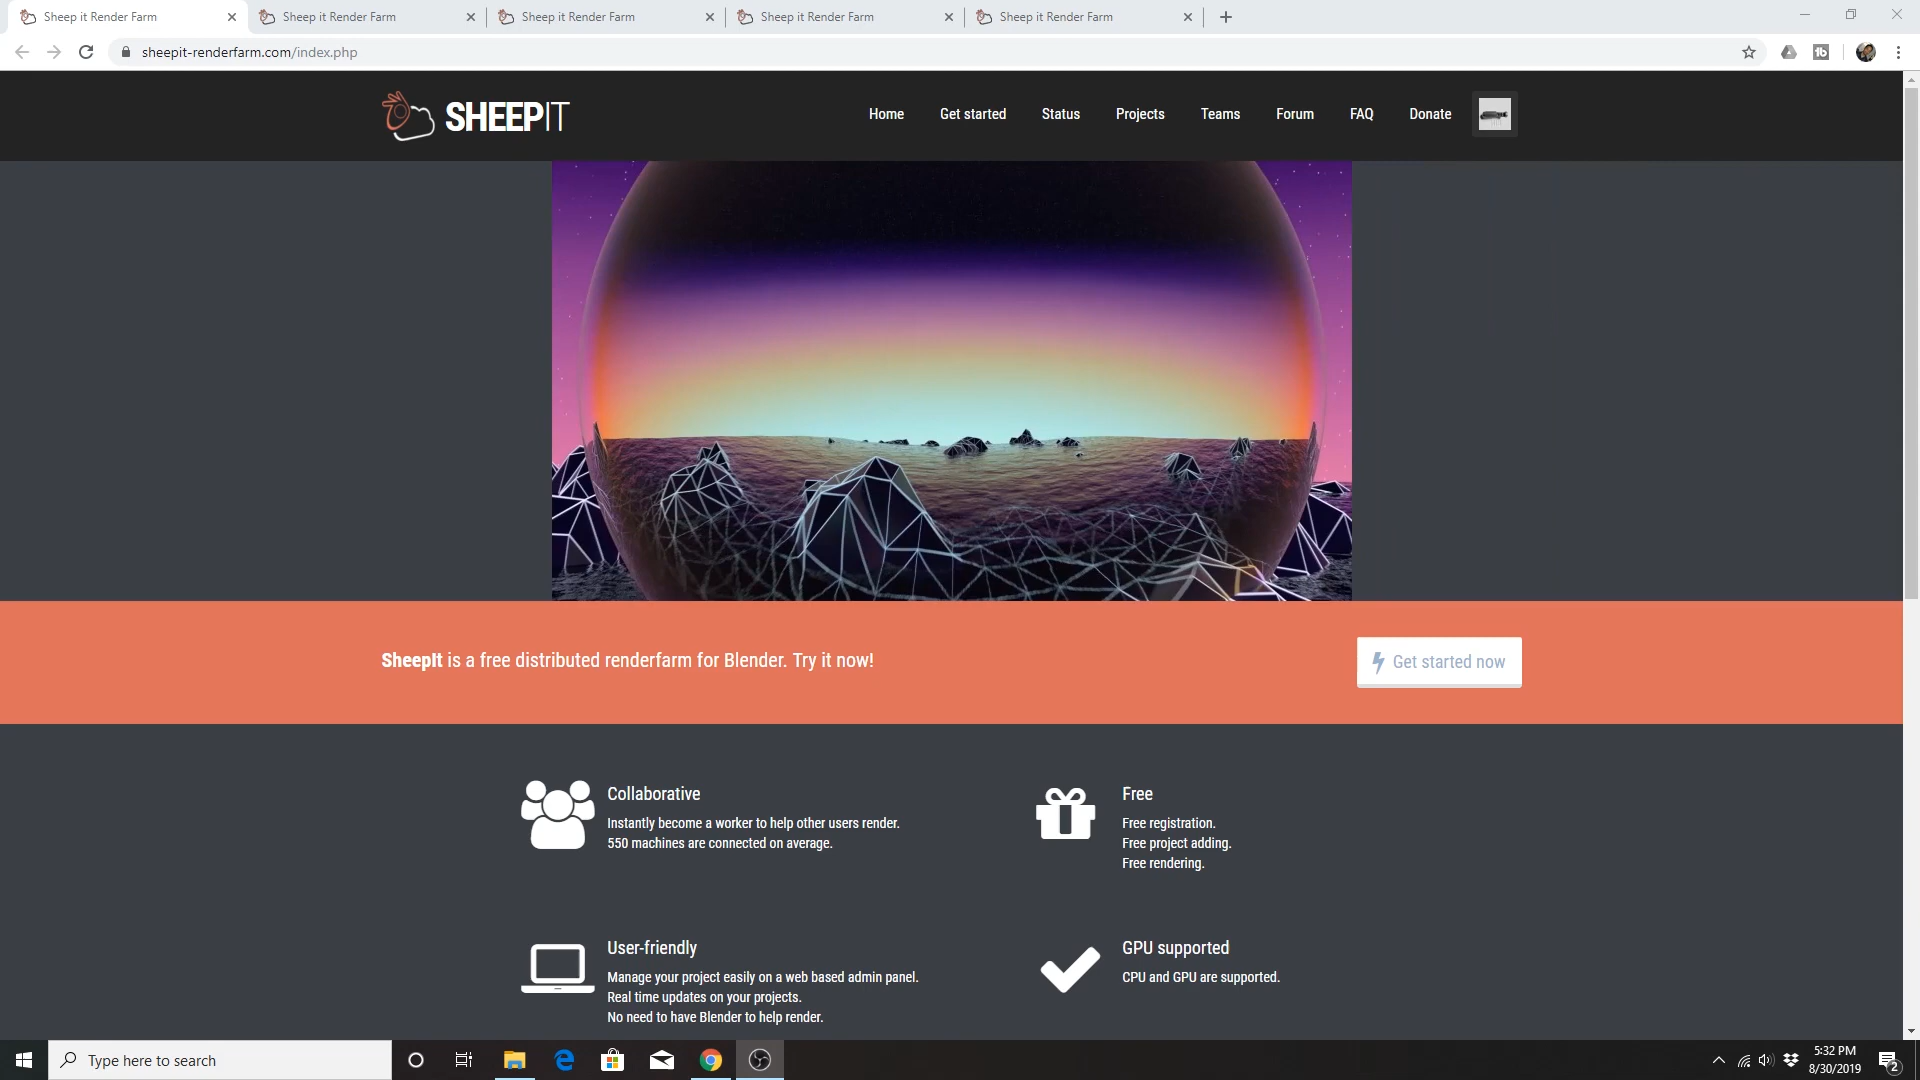 Sheep it Render Farm
Sheep it Render Farm
Sheep it Render Farm
Sheep it Render Farm
Sheep it Render Farm
sheepit-renderfarm.com/index.php
SHEEPIT
Home
Get started
Status
Projects
Teams
Forum
FAQ
Donate
SheepIt is a free distributed renderfarm for Blender. Try it now!
Get started now
Collaborative
Instantly become a worker to help other users render.
550 machines are connected on average.
Free
Free registration.
Free project adding.
Free rendering.
User-friendly
Manage your project easily on a web based admin panel.
Real time updates on your projects.
No need to have Blender to help render.
GPU supported
CPU and GPU are supported.
Type here to search
5:32 PM
8/30/2019
2